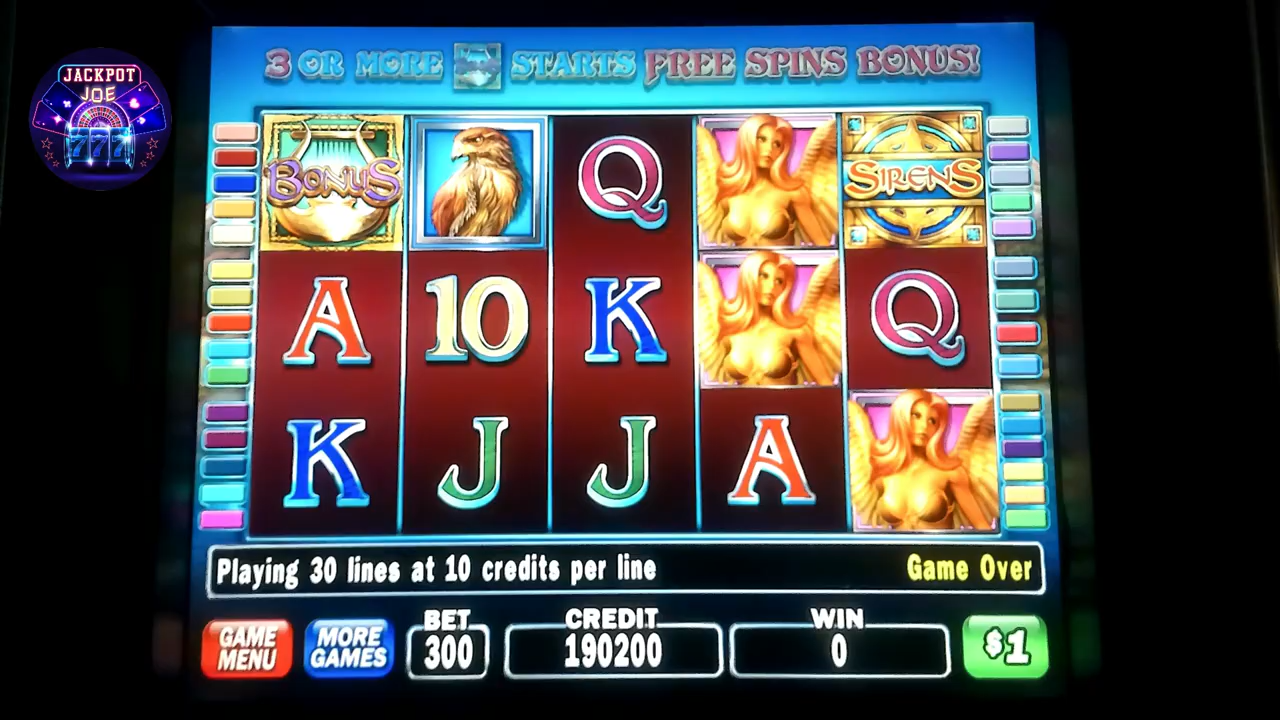 JACKPOT
JOE
777
3 OR MORE STARTS FREE SPINS BONUS!
BONUS Q SIRENS
A 10 K Q
K J J A
Playing 30 lines at 10 credits per line Game Over
GAME MENU
MORE GAMES
BET 300
CREDIT 190200
WIN 0
$1